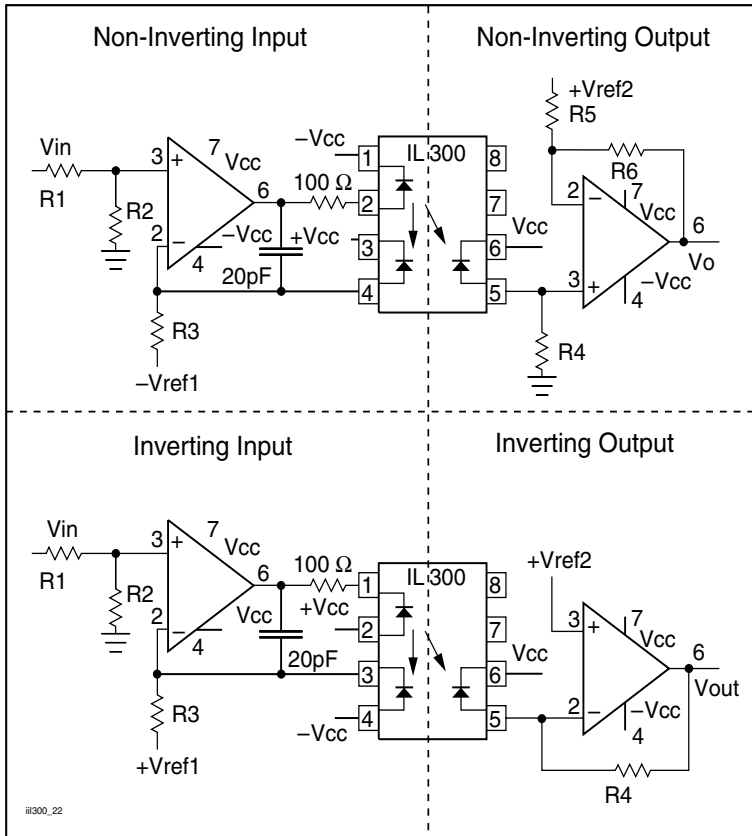 Non-Inverting Input
Non-Inverting Output
+Vref2
R5
Vin
R1
R2
3
+
7
Vcc
6
2
−
4
−Vcc
100 Ω
20pF
R3
−Vref1
−Vcc
+Vcc
IL 300
1
2
3
4
8
7
6
5
Vcc
R6
2
−
7
Vcc
6
Vo
3
+
−Vcc
4
R4
Inverting Input
Inverting Output
Vin
R1
R2
3
+
7
Vcc
6
2
−
4
Vcc
100 Ω
20pF
R3
+Vref1
+Vcc
−Vcc
IL 300
1
2
3
4
8
7
6
5
Vcc
+Vref2
3
+
7
Vcc
6
Vout
2
−
−Vcc
4
R4
iil300_22